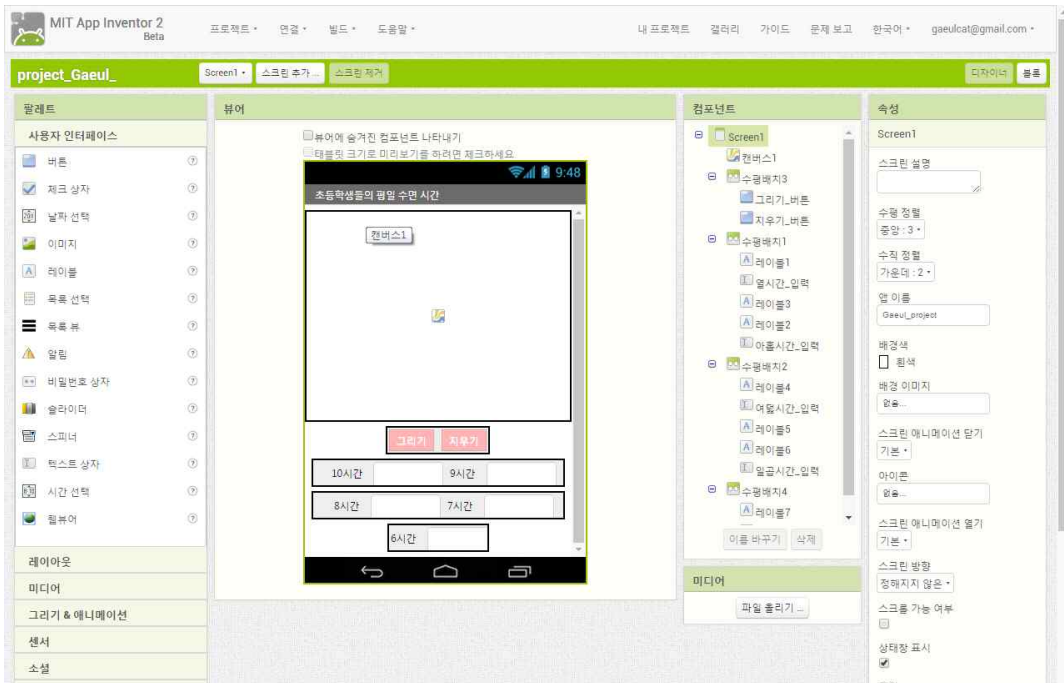 MIT App Inventor 2
Beta
프로젝트 연결 빌드 도움말 내 프로젝트 갤러리 가이드 문제 보고 한국어 gaeulcat@gmail.com
project_Gaeul_ Screen1 스크린 추가 ... 스크린 제거 디자이너 블록
팔레트
사용자 인터페이스
버튼
체크 상자
날짜 선택
이미지
레이블
목록 선택
목록 뷰
알림
비밀번호 상자
슬라이더
스피너
텍스트 상자
시간 선택
웹뷰어
레이아웃
미디어
그리기 & 애니메이션
센서
소셜
뷰어
뷰어에 숨겨진 컴포넌트 나타내기
태블릿 크기로 미리보기를 하려면 체크하세요
9:48
초등학생들의 평일 수면 시간
캔버스1
그리기 지우기
10시간 9시간
8시간 7시간
6시간
컴포넌트
Screen1
캔버스1
수평배치3
그리기_버튼
지우기_버튼
수평배치1
레이블1
열시간_입력
레이블3
레이블2
아홉시간_입력
수평배치2
레이블4
여덟시간_입력
레이블5
레이블6
일곱시간_입력
수평배치4
레이블7
이름 바꾸기 삭제
미디어
파일 올리기 ...
속성
Screen1
스크린 설명
수평 정렬
중앙 : 3
수직 정렬
가운데 : 2
앱 이름
Gaeul_project
배경색
흰색
배경 이미지
없음...
스크린 애니메이션 닫기
기본
아이콘
없음...
스크린 애니메이션 열기
기본
스크린 방향
정해지지 않은
스크롤 가능 여부
상태창 표시